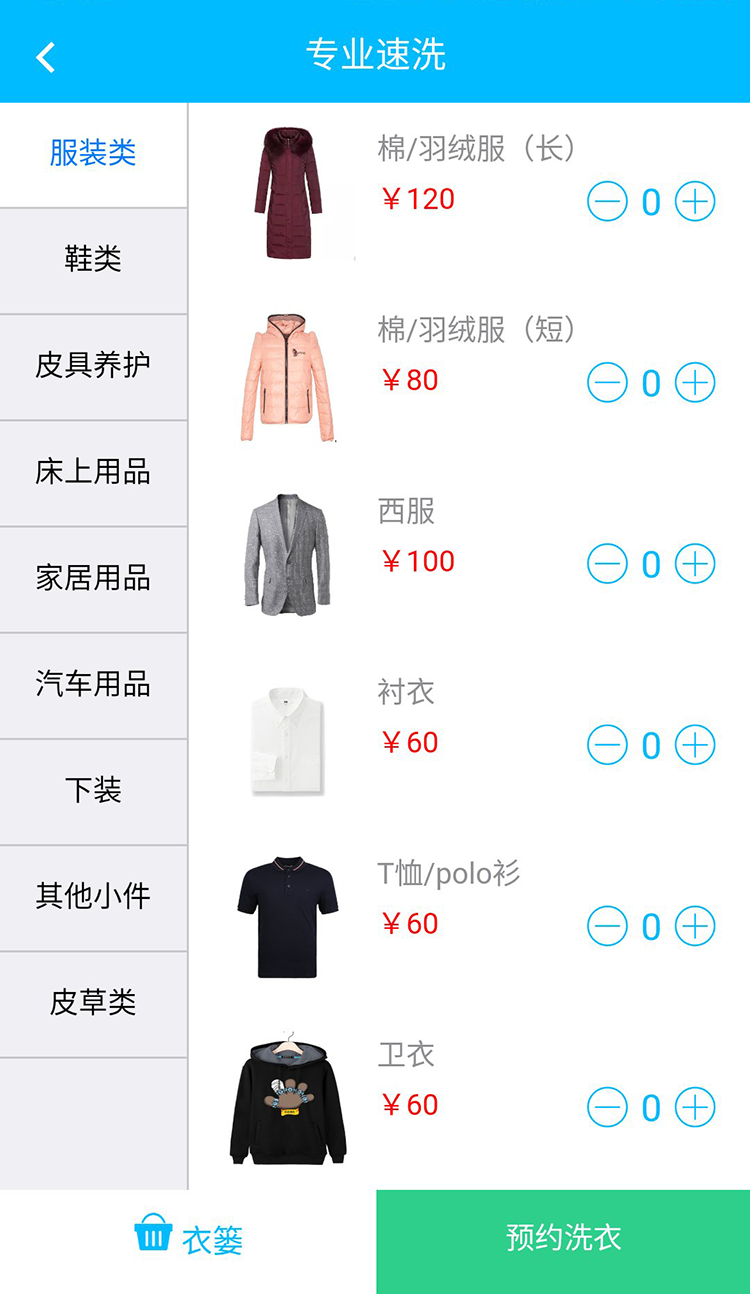 专业速洗
服装类
鞋类
皮具养护
床上用品
家居用品
汽车用品
下装
其他小件
皮草类
棉/羽绒服（长）
￥120
0
棉/羽绒服（短）
￥80
0
西服
￥100
0
衬衣
￥60
0
T恤/polo衫
￥60
0
卫衣
￥60
0
衣篓
预约洗衣